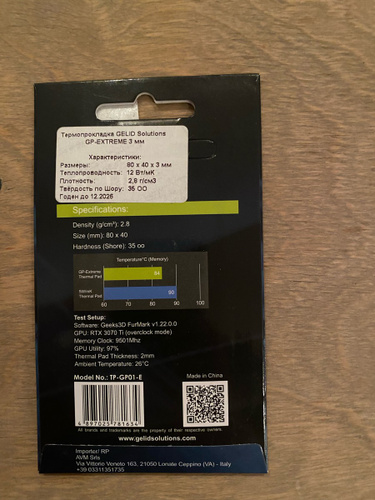 Термопрокладка GELID Solutions
GP-EXTREME 3 мм
Характеристики:
Размеры: 80 x 40 x 3 мм
Теплопроводность: 12 Вт/мК
Плотность: 2,8 г/см3
Твёрдость по Шору: 35 OO
Годен до 12.2026
Specifications:
Density (g/cm³): 2.8
Size (mm): 80 x 40
Hardness (Shore): 35 oo
Temperature°C (Memory)
GP-Extreme
Thermal Pad
84
Thermal Pad
90
60 70 80 90 100
Test Setup:
Software: Geeks3D FurMark v1.22.0.0
GPU: RTX 3070 Ti (overclock mode)
Memory Clock: 9501Mhz
GPU Utility: 97%
Thermal Pad Thickness: 2mm
Ambient Temperature: 26°C
Model No.: TP-GP01-E
Made in China
4 897025 781634
All brands and trademarks are the property of their respective owners.
www.gelidsolutions.com
Importer/ RP
AVM Srls
Via Vittorio Veneto 163, 21050 Lonate Ceppino (VA) - Italy
+39 03311351735